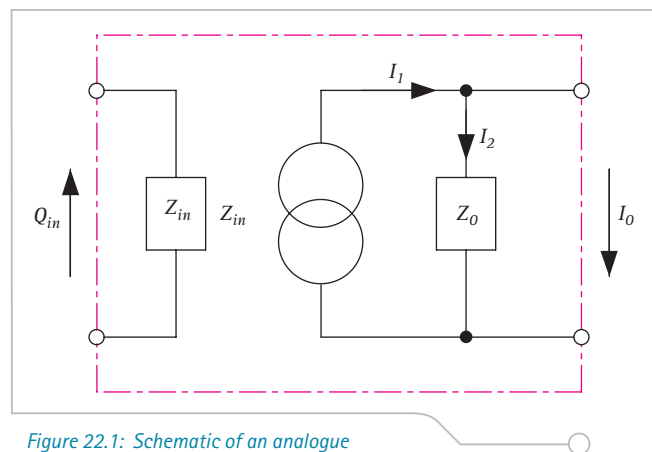 I1
I2
Qin
Zin
Zin
Z0
I0
Figure 22.1: Schematic of an analogue